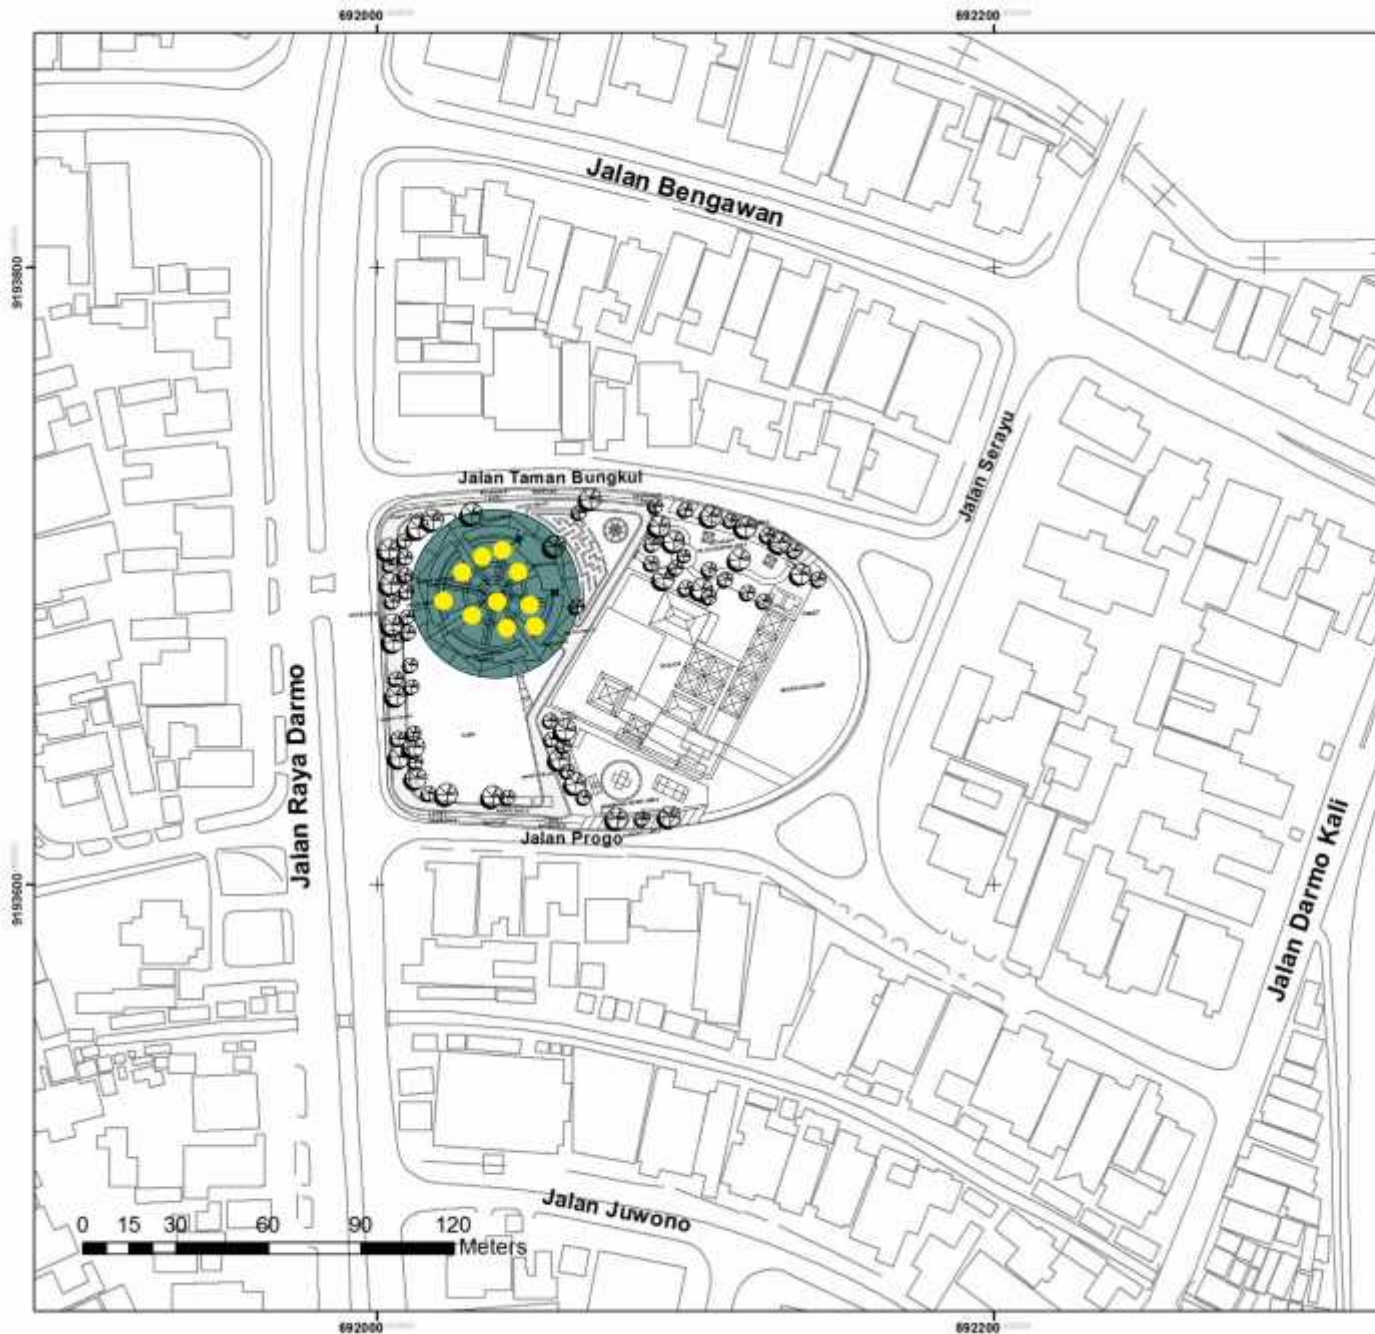 692000
692200
Jalan Bengawan
9193800
Jalan Serayu
Jalan Taman Bungkul
Jalan Raya Darmo
Jalan Progo
Jalan Darmo Kali
9193600
Jalan Juwono
0 15 30 60 90 120
Meters
692000
692200